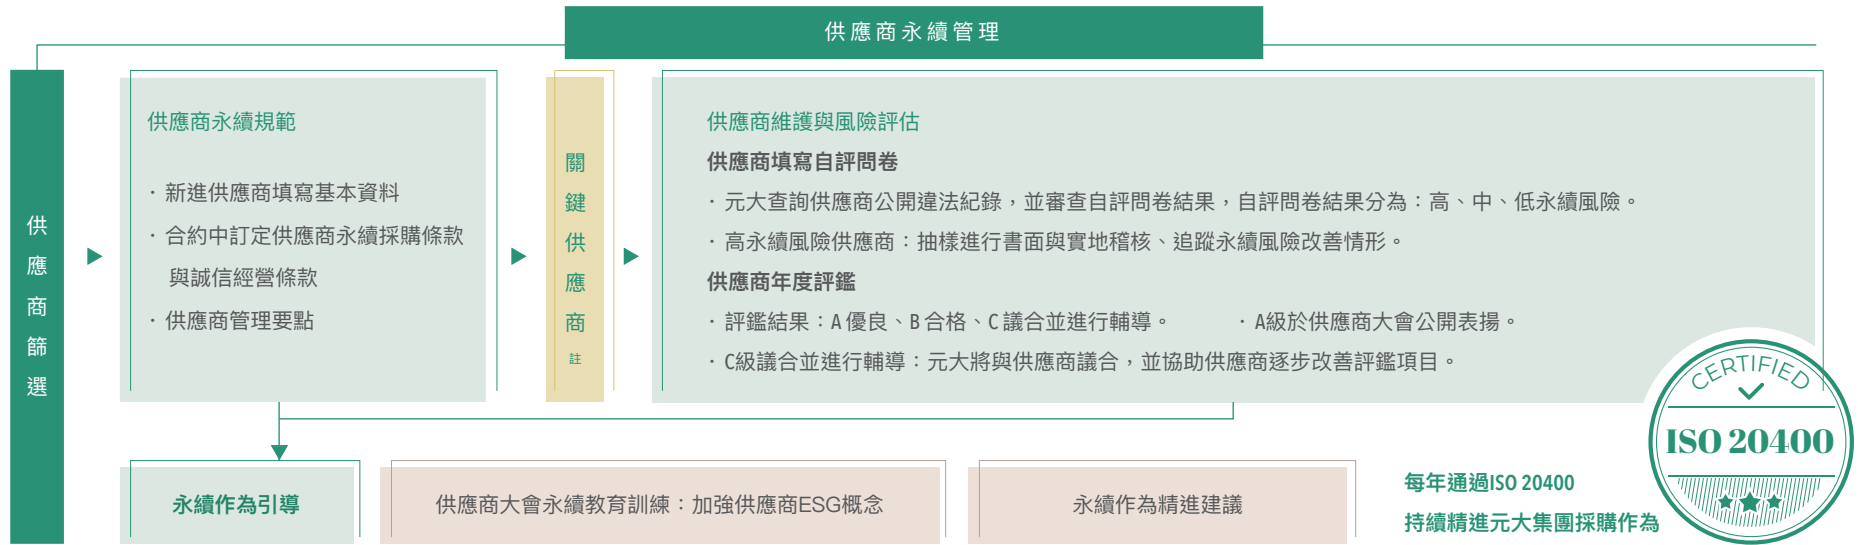 供應商永續管理
供應商篩選
供應商永續規範
·新進供應商填寫基本資料
·合約中訂定供應商永續採購條款
與誠信經營條款
·供應商管理要點
關鍵供應商註
供應商維護與風險評估
供應商填寫自評問卷
·元大查詢供應商公開違法紀錄，並審查自評問卷結果，自評問卷結果分為：高、中、低永續風險。
·高永續風險供應商：抽樣進行書面與實地稽核、追蹤永續風險改善情形。
供應商年度評鑑
·評鑑結果：A優良、B合格、C議合並進行輔導。 ·A級於供應商大會公開表揚。
·C級議合並進行輔導：元大將與供應商議合，並協助供應商逐步改善評鑑項目。
永續作為引導
供應商大會永續教育訓練：加強供應商ESG概念
永續作為精進建議
每年通過ISO 20400
持續精進元大集團採購作為
CERTIFIED
ISO 20400